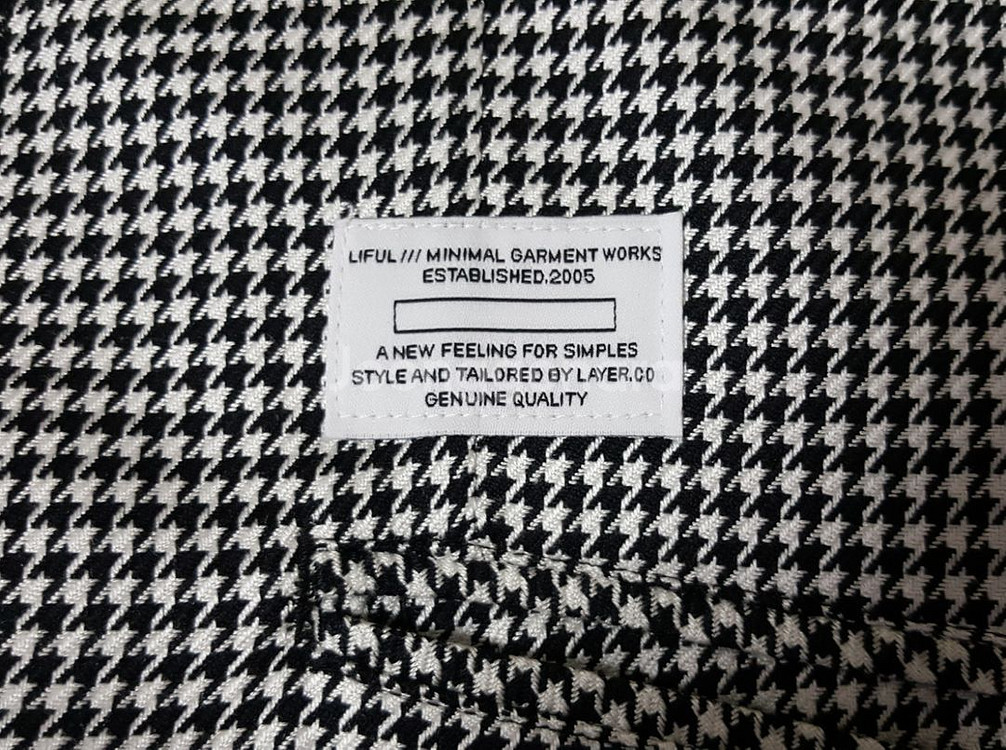 LIFUL /// MINIMAL GARMENT WORKS
ESTABLISHED.2005
A NEW FEELING FOR SIMPLES
STYLE AND TAILORED BY LAYER.CO
GENUINE QUALITY